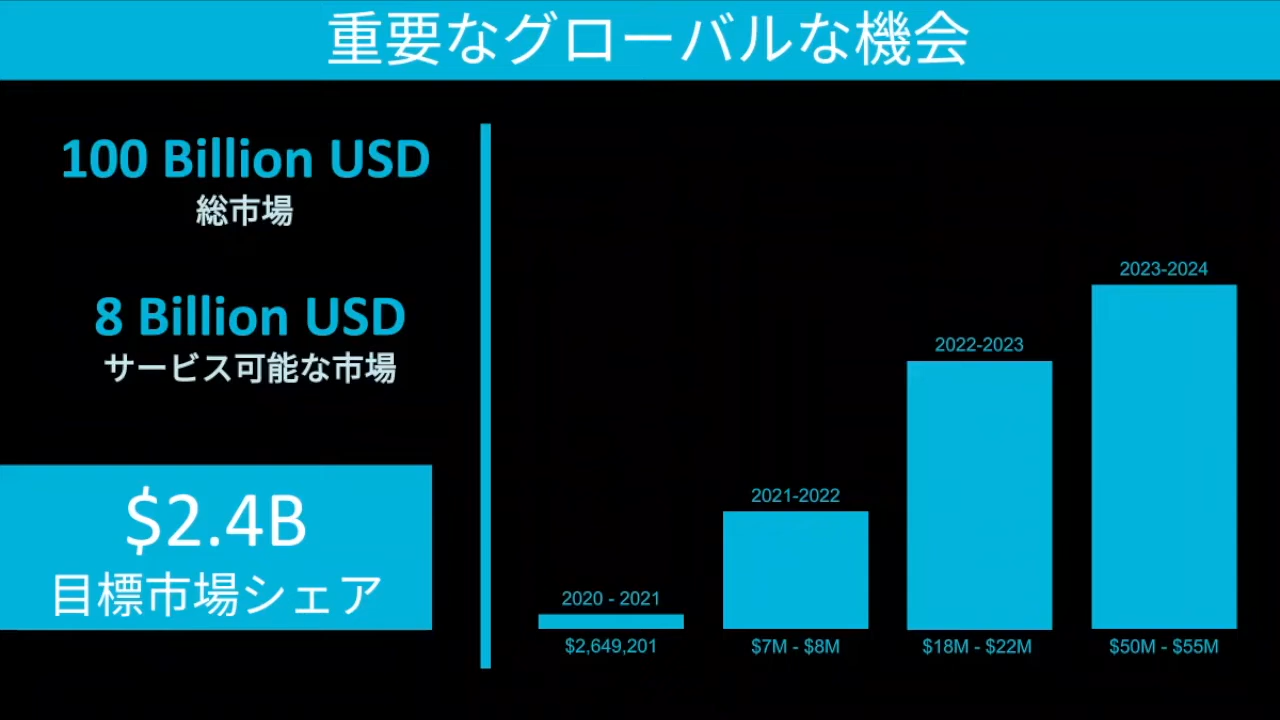 重要なグローバルな機会
100 Billion USD
総市場
8 Billion USD
サービス可能な市場
$2.4B
目標市場シェア
2020 - 2021
$2,649,201
2021-2022
$7M - $8M
2022-2023
$18M - $22M
2023-2024
$50M - $55M